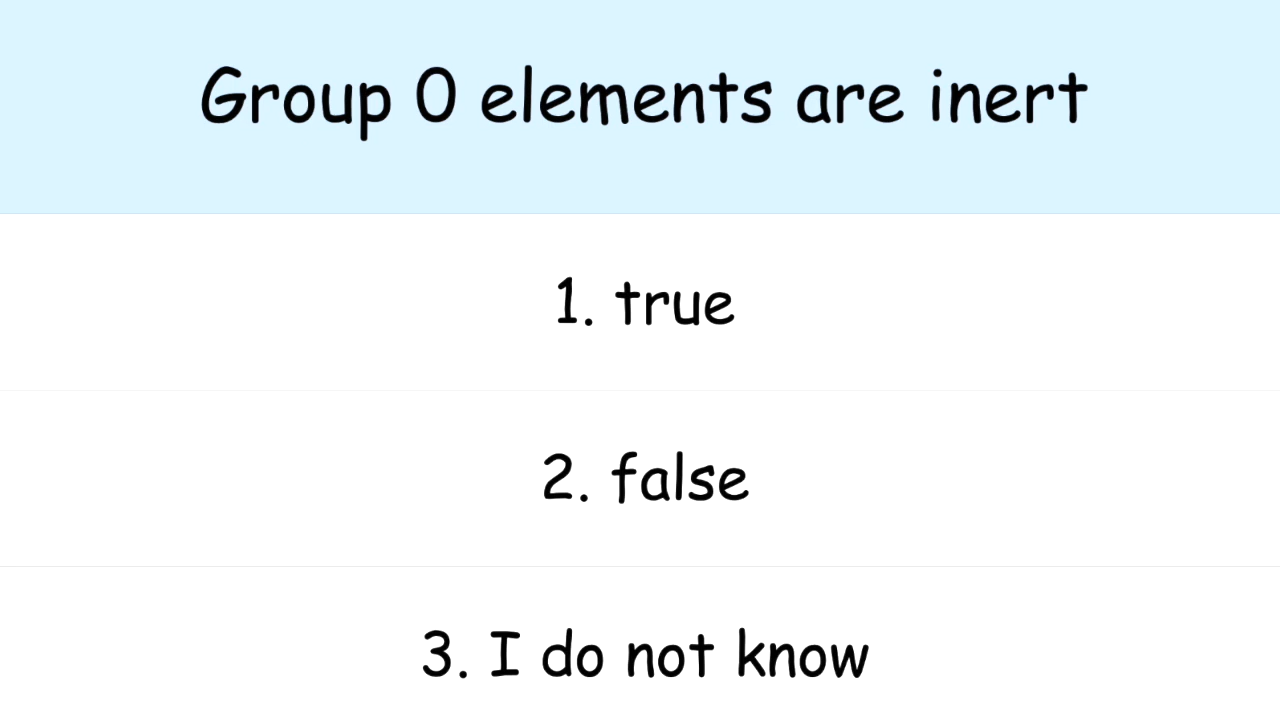 Group 0 elements are inert
1. true
2. false
3. I do not know